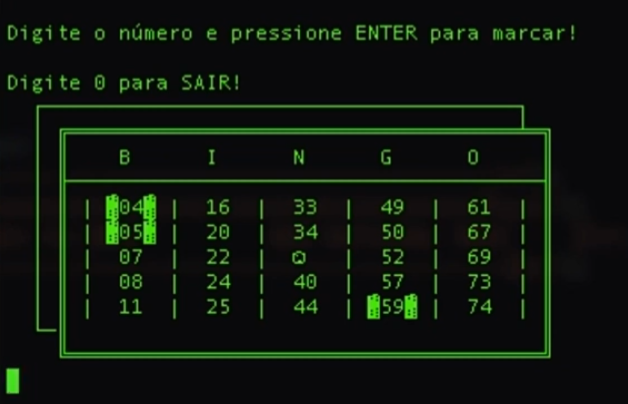 Digite o número e pressione ENTER para marcar!
Digite 0 para SAIR!
B I N G O
| 04 | 16 | 33 | 49 | 61 |
| 05 | 20 | 34 | 50 | 67 |
| 07 | 22 | | 52 | 69 |
| 08 | 24 | 40 | 57 | 73 |
| 11 | 25 | 44 | 59 | 74 |